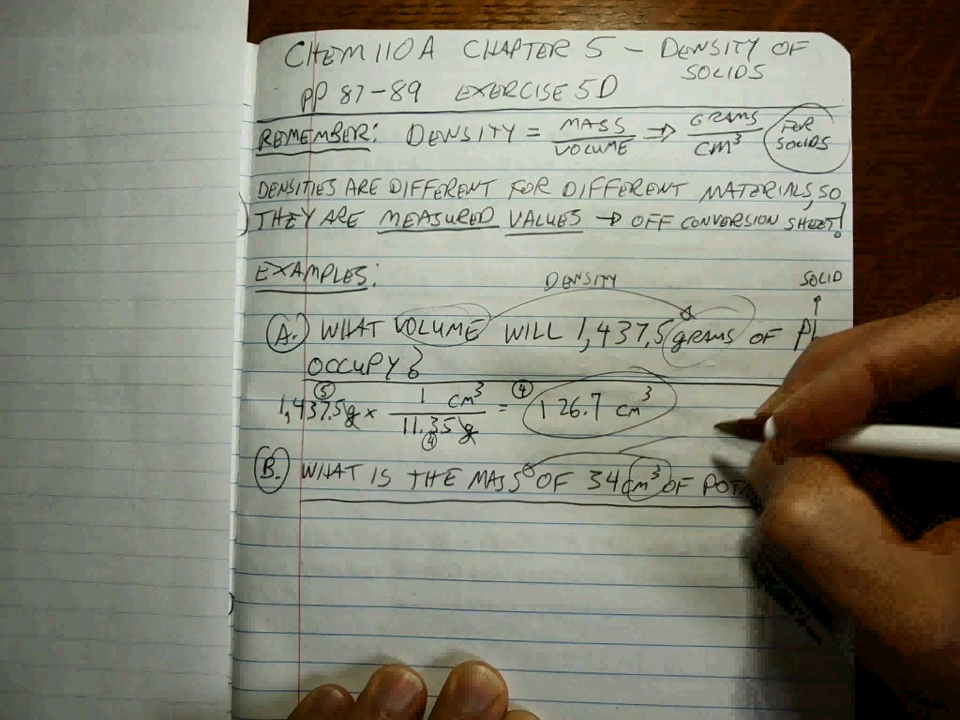 CHEM 110A CHAPTER 5 - DENSITY OF
SOLIDS
PP 87-89 EXERCISE 5D
REMEMBER: DENSITY = MASS/VOLUME ⇒ GRAMS/CM³ FOR SOLIDS
DENSITIES ARE DIFFERENT FOR DIFFERENT MATERIALS, SO
THEY ARE MEASURED VALUES → OFF CONVERSION SHEET!
EXAMPLES:
DENSITY SOLID
A. WHAT VOLUME WILL 1,437.5 grams OF
OCCUPY?
1,437.5g x 1 cm³/11.35g = 126.7 cm³
⑤ ④ ④
B. WHAT IS THE MASS OF 34 cm³ OF